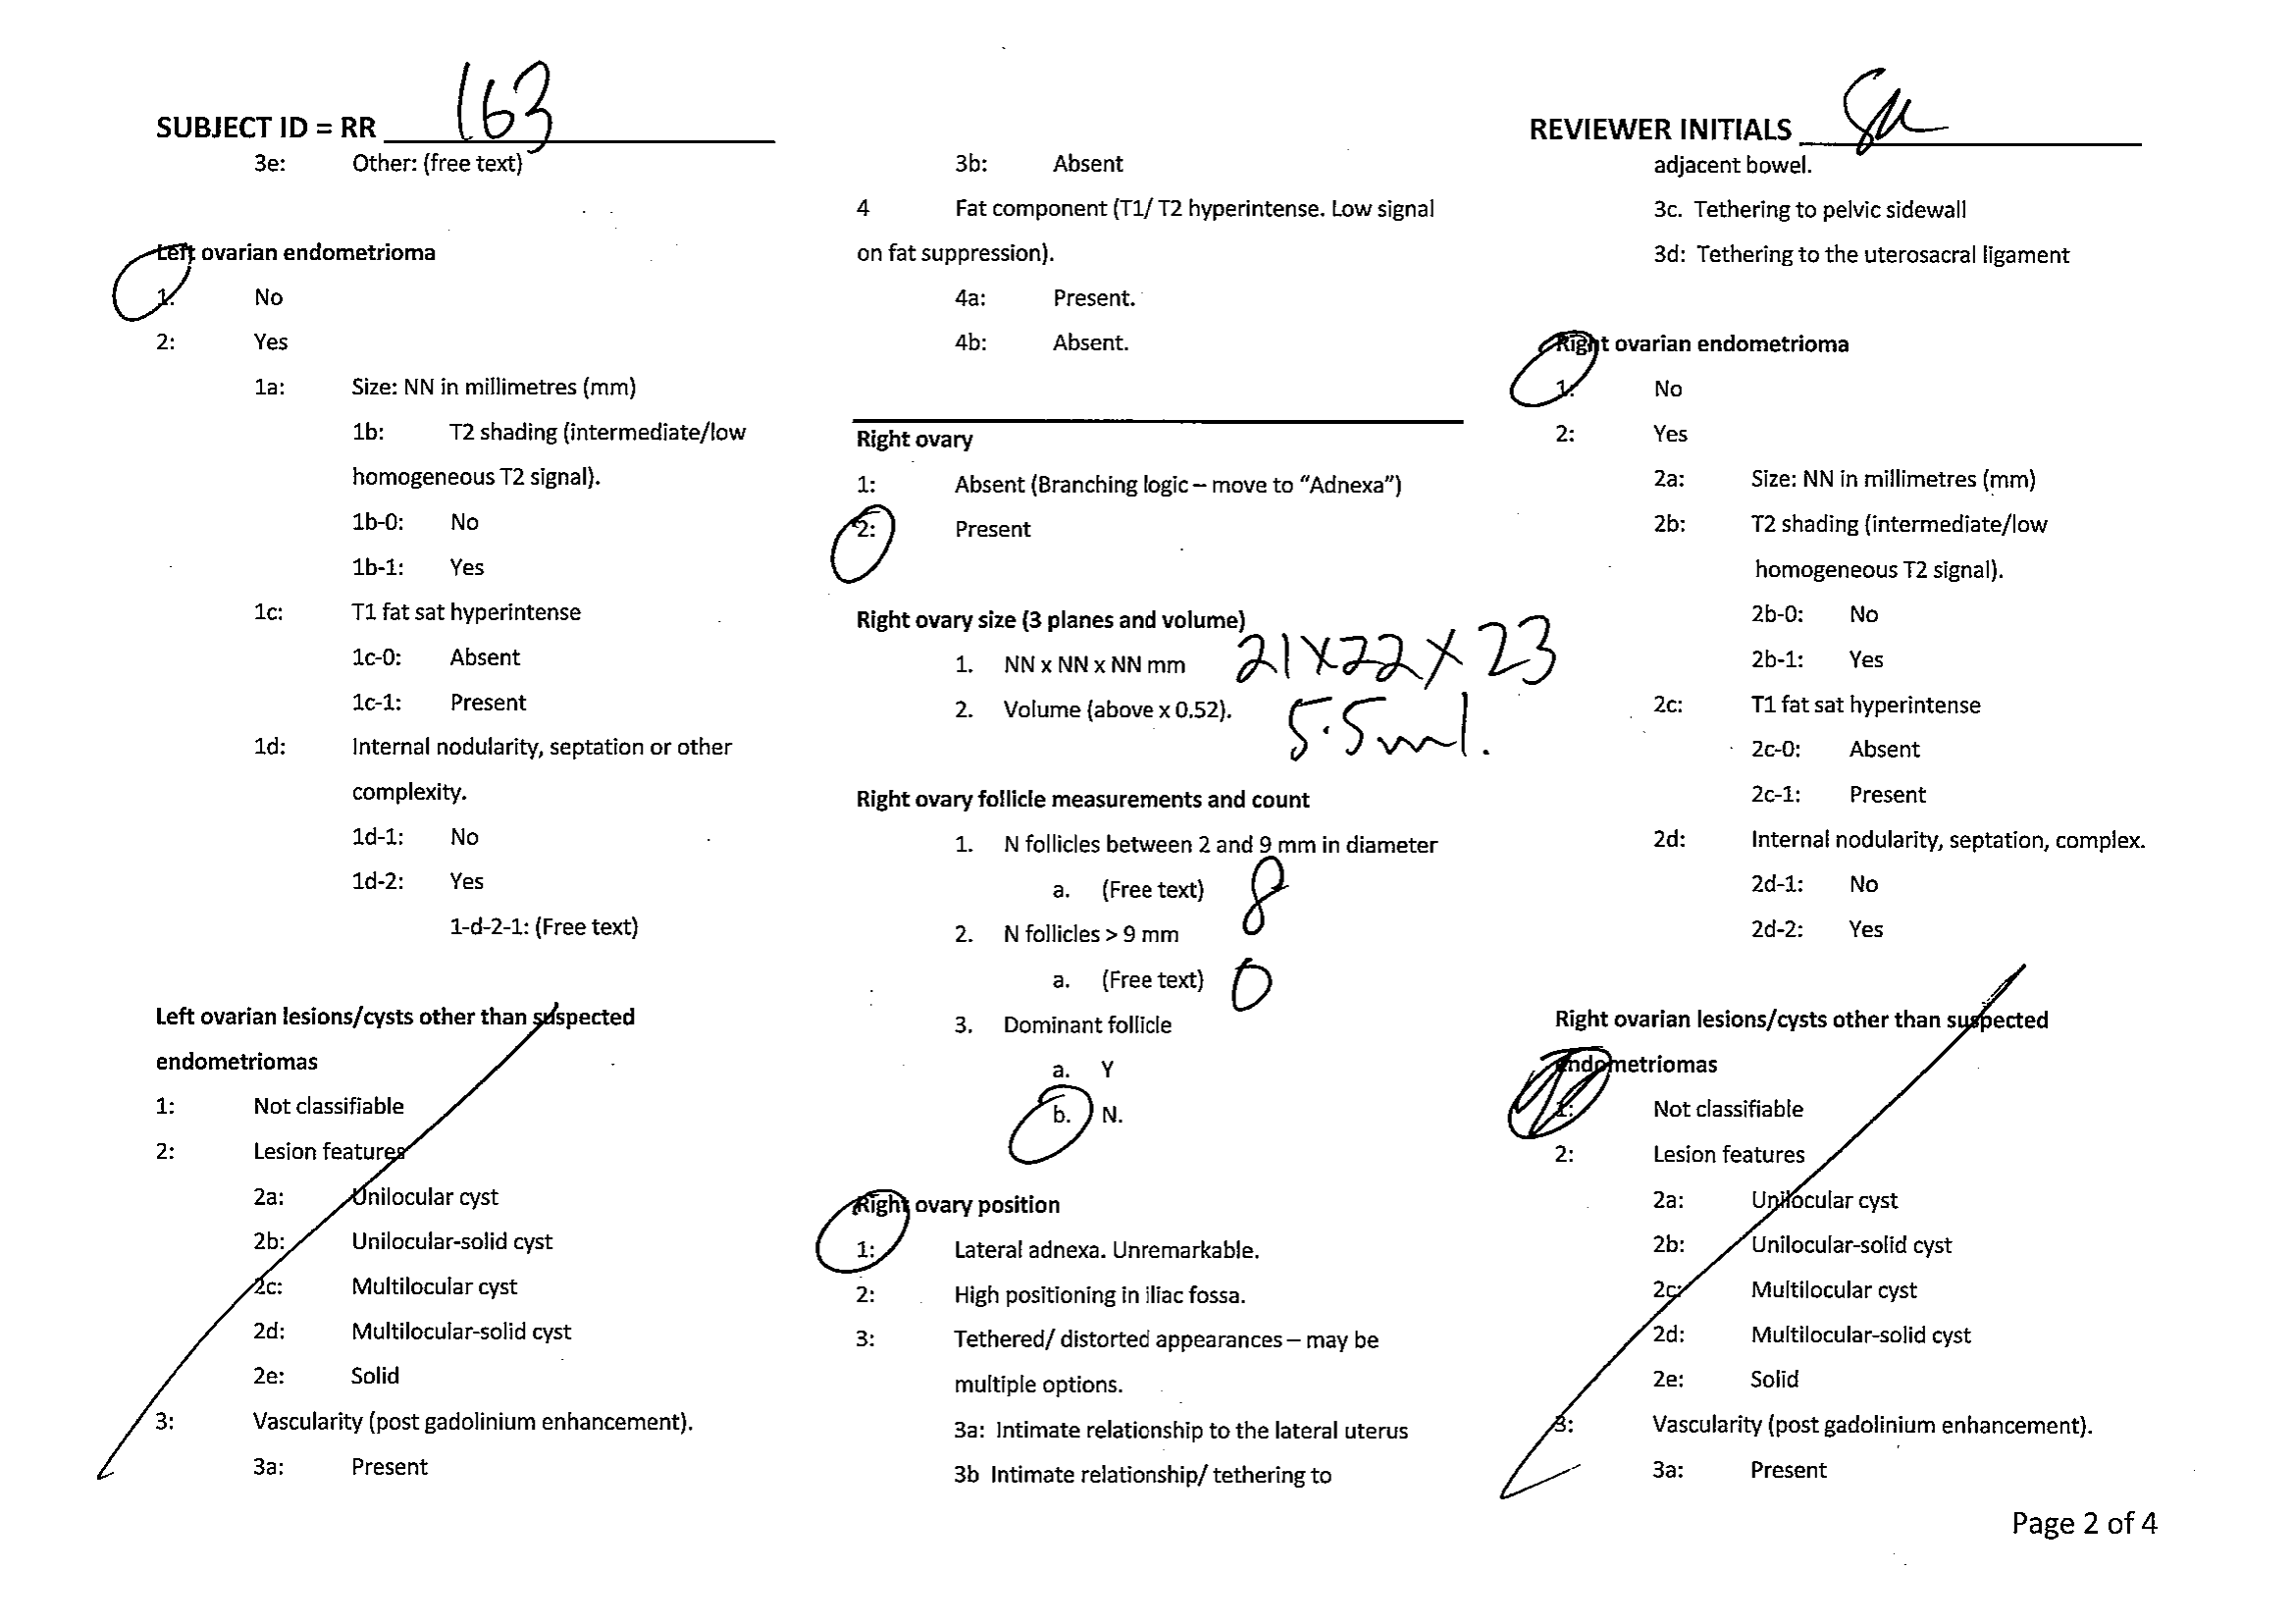 SUBJECT ID = RR 163
REVIEWER INITIALS
3e: Other: (free text)
Left ovarian endometrioma
1: No
2: Yes
1a: Size: NN in millimetres (mm)
1b: T2 shading (intermediate/low
homogeneous T2 signal).
1b-0: No
1b-1: Yes
1c: T1 fat sat hyperintense
1c-0: Absent
1c-1: Present
1d: Internal nodularity, septation or other
complexity.
1d-1: No
1d-2: Yes
1-d-2-1: (Free text)
Left ovarian lesions/cysts other than suspected
endometriomas
1: Not classifiable
2: Lesion features
2a: Unilocular cyst
2b: Unilocular-solid cyst
2c: Multilocular cyst
2d: Multilocular-solid cyst
2e: Solid
3: Vascularity (post gadolinium enhancement).
3a: Present
3b: Absent
4 Fat component (T1/ T2 hyperintense. Low signal
on fat suppression).
4a: Present.
4b: Absent.
Right ovary
1: Absent (Branching logic – move to “Adnexa”)
2: Present
Right ovary size (3 planes and volume)
1. NN x NN x NN mm 21 x 22 x 23
2. Volume (above x 0.52). 5.5ml.
Right ovary follicle measurements and count
1. N follicles between 2 and 9 mm in diameter
a. (Free text) 8
2. N follicles > 9 mm
a. (Free text) 0
3. Dominant follicle
a. Y
b. N.
Right ovary position
1: Lateral adnexa. Unremarkable.
2: High positioning in iliac fossa.
3: Tethered/ distorted appearances – may be
multiple options.
3a: Intimate relationship to the lateral uterus
3b Intimate relationship/ tethering to
adjacent bowel.
3c. Tethering to pelvic sidewall
3d: Tethering to the uterosacral ligament
Right ovarian endometrioma
1: No
2: Yes
2a: Size: NN in millimetres (mm)
2b: T2 shading (intermediate/low
homogeneous T2 signal).
2b-0: No
2b-1: Yes
2c: T1 fat sat hyperintense
2c-0: Absent
2c-1: Present
2d: Internal nodularity, septation, complex.
2d-1: No
2d-2: Yes
Right ovarian lesions/cysts other than suspected
endometriomas
1: Not classifiable
2: Lesion features
2a: Unilocular cyst
2b: Unilocular-solid cyst
2c: Multilocular cyst
2d: Multilocular-solid cyst
2e: Solid
3: Vascularity (post gadolinium enhancement).
3a: Present
Page 2 of 4